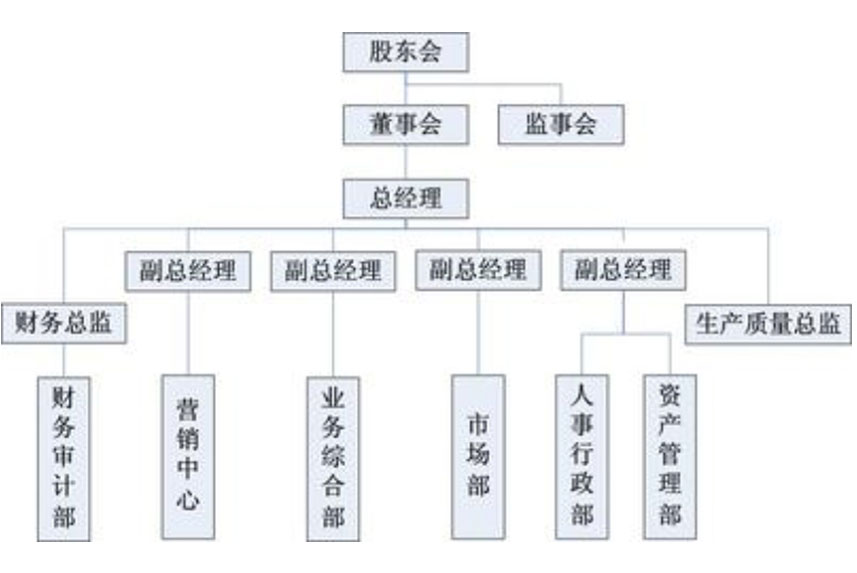 股东会
董事会
监事会
总经理
副总经理
副总经理
副总经理
副总经理
财务总监
生产质量总监
财务审计部
营销中心
业务综合部
市场部
人事行政部
资产管理部